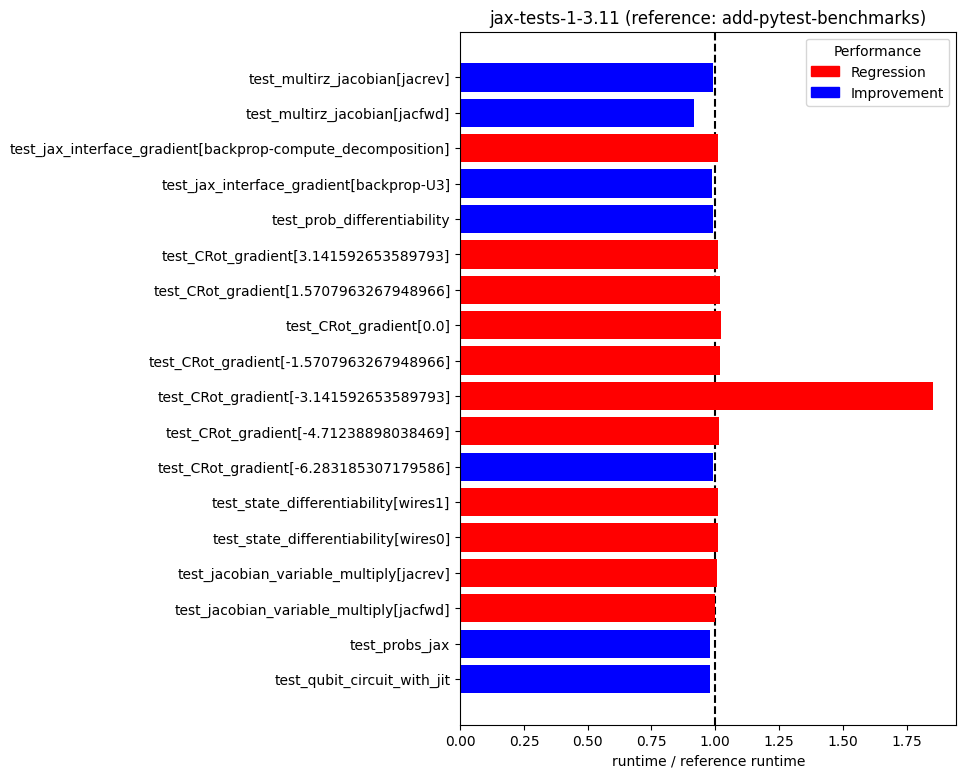 jax-tests-1-3.11 (reference: add-pytest-benchmarks)
Performance
Regression
Improvement
test_multirz_jacobian[jacrev]
test_multirz_jacobian[jacfwd]
test_jax_interface_gradient[backprop-compute_decomposition]
test_jax_interface_gradient[backprop-U3]
test_prob_differentiability
test_CRot_gradient[3.141592653589793]
test_CRot_gradient[1.5707963267948966]
test_CRot_gradient[0.0]
test_CRot_gradient[-1.5707963267948966]
test_CRot_gradient[-3.141592653589793]
test_CRot_gradient[-4.71238898038469]
test_CRot_gradient[-6.283185307179586]
test_state_differentiability[wires1]
test_state_differentiability[wires0]
test_jacobian_variable_multiply[jacrev]
test_jacobian_variable_multiply[jacfwd]
test_probs_jax
test_qubit_circuit_with_jit
0.00 0.25 0.50 0.75 1.00 1.25 1.50 1.75
runtime / reference runtime